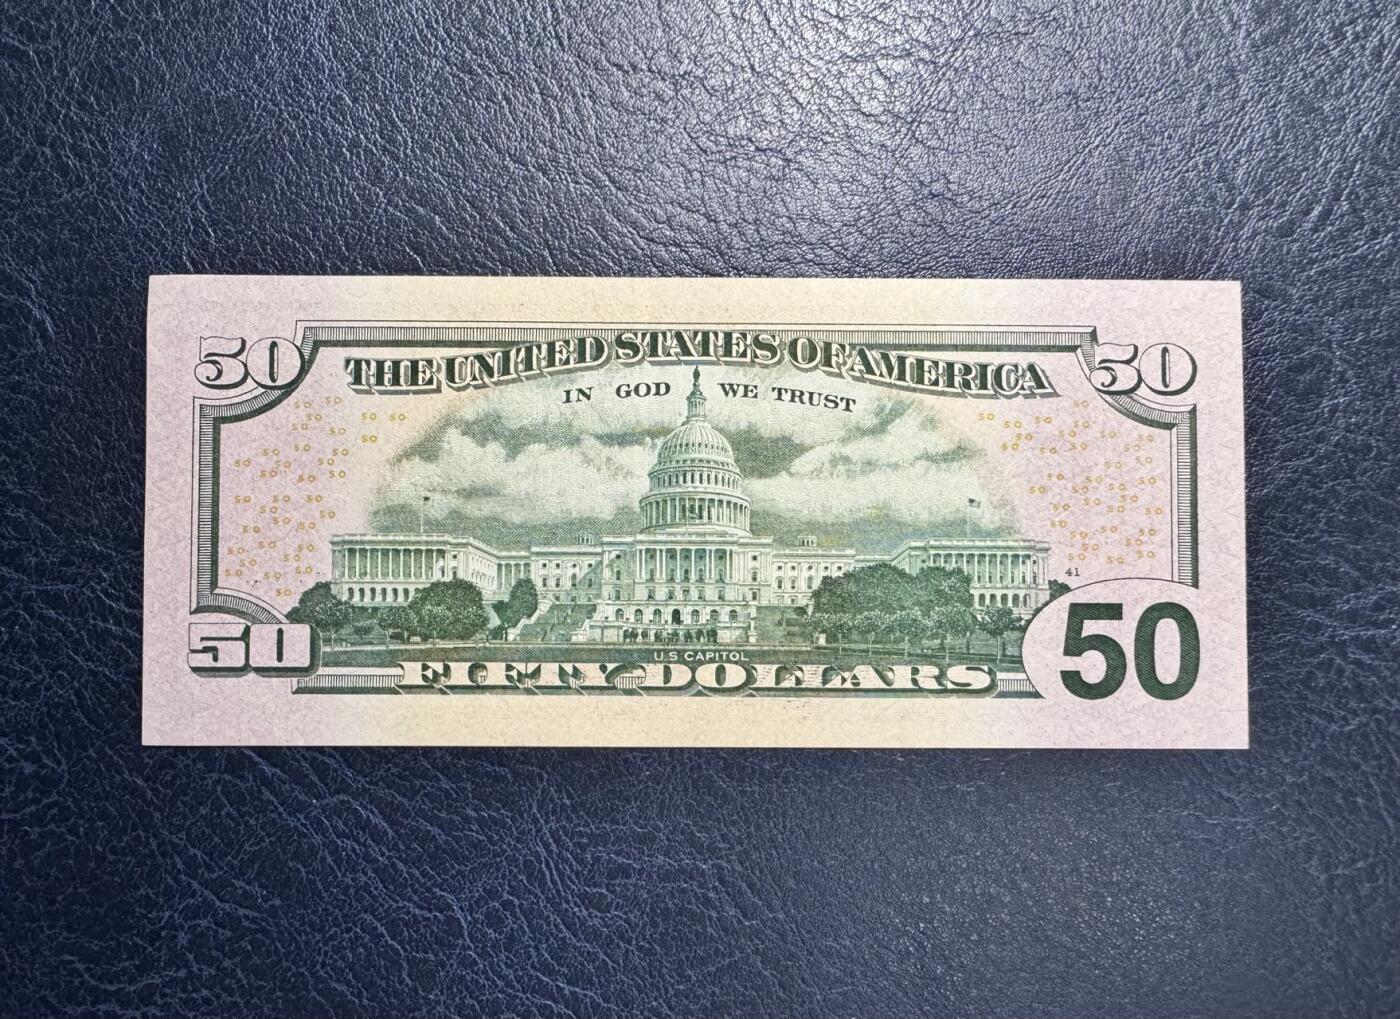 50 50
THE UNITED STATES OF AMERICA
IN GOD WE TRUST
41
50 50
U.S. CAPITOL
FIFTY DOLLARS